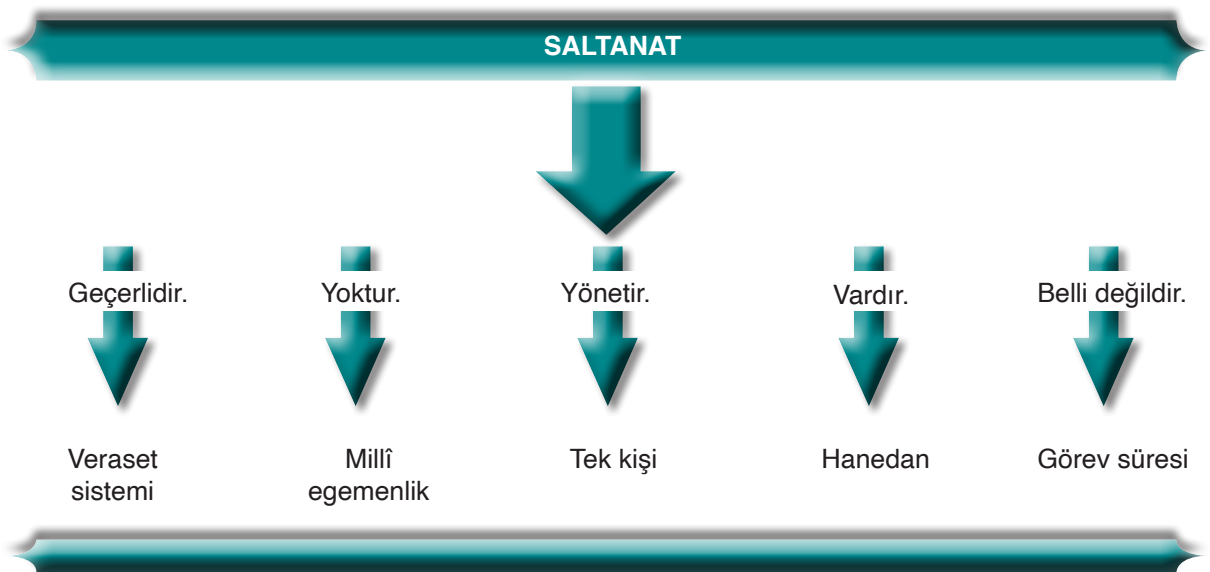 SALTANAT
Geçerlidir.
Yoktur.
Yönetir.
Vardır.
Belli değildir.
Veraset
sistemi
Millî
egemenlik
Tek kişi
Hanedan
Görev süresi